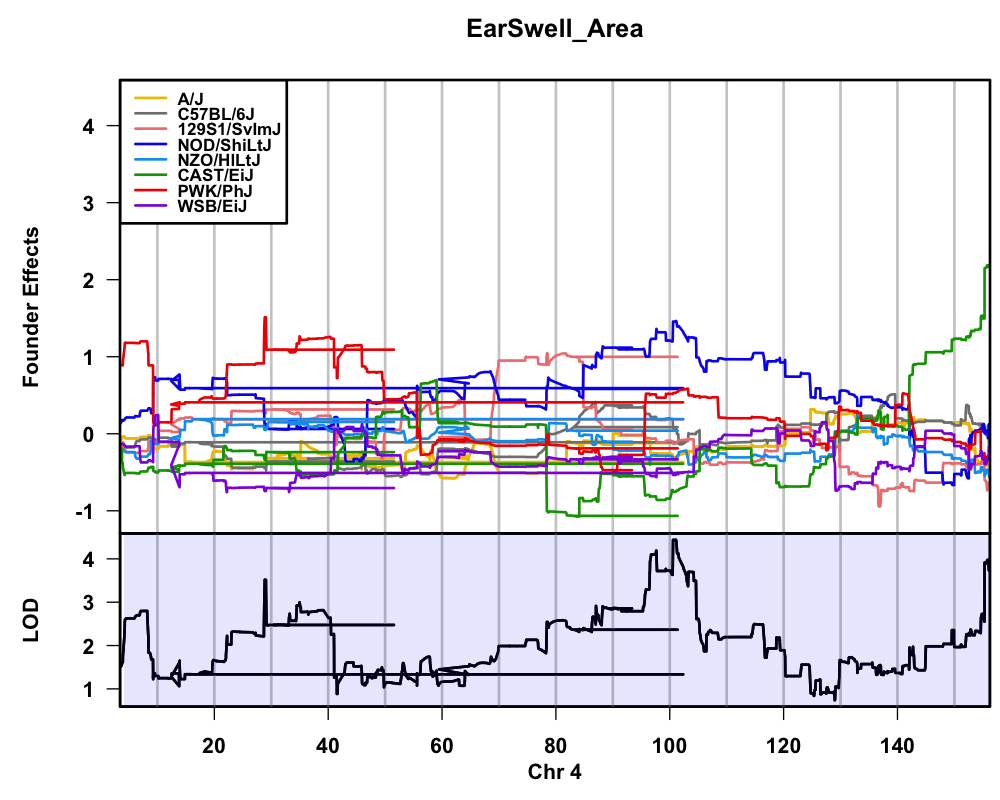 EarSwell_Area
A/J
C57BL/6J
129S1/SvImJ
NOD/ShiLtJ
NZO/HlLtJ
CAST/EiJ
PWK/PhJ
WSB/EiJ
Founder Effects
4
3
2
1
0
-1
LOD
4
3
2
1
20 40 60 80 100 120 140
Chr 4